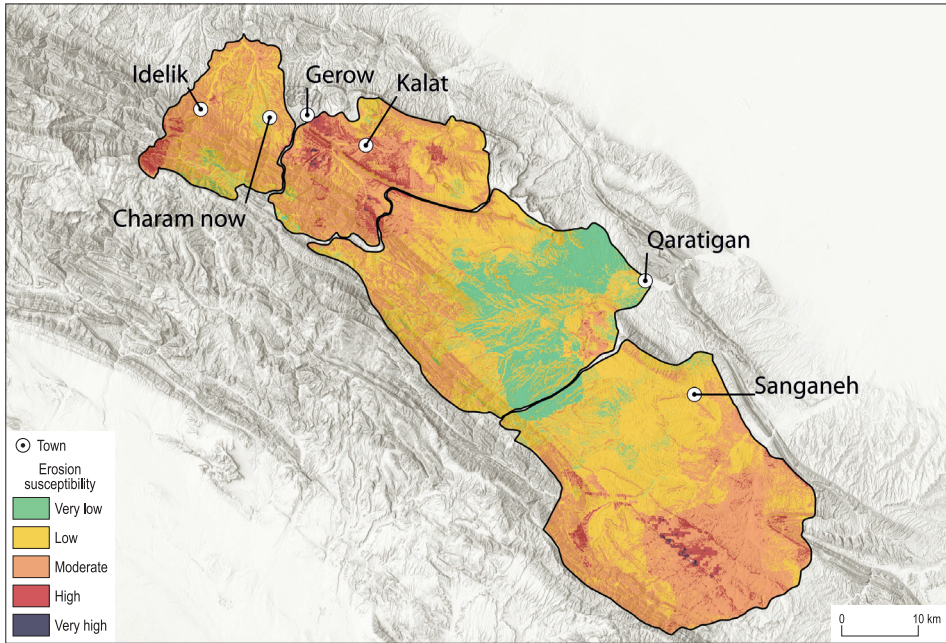 Idelik
Gerow
Kalat
Charam now
Qaratigan
Sanganeh
Town
Erosion
susceptibility
Very low
Low
Moderate
High
Very high
0 10 km